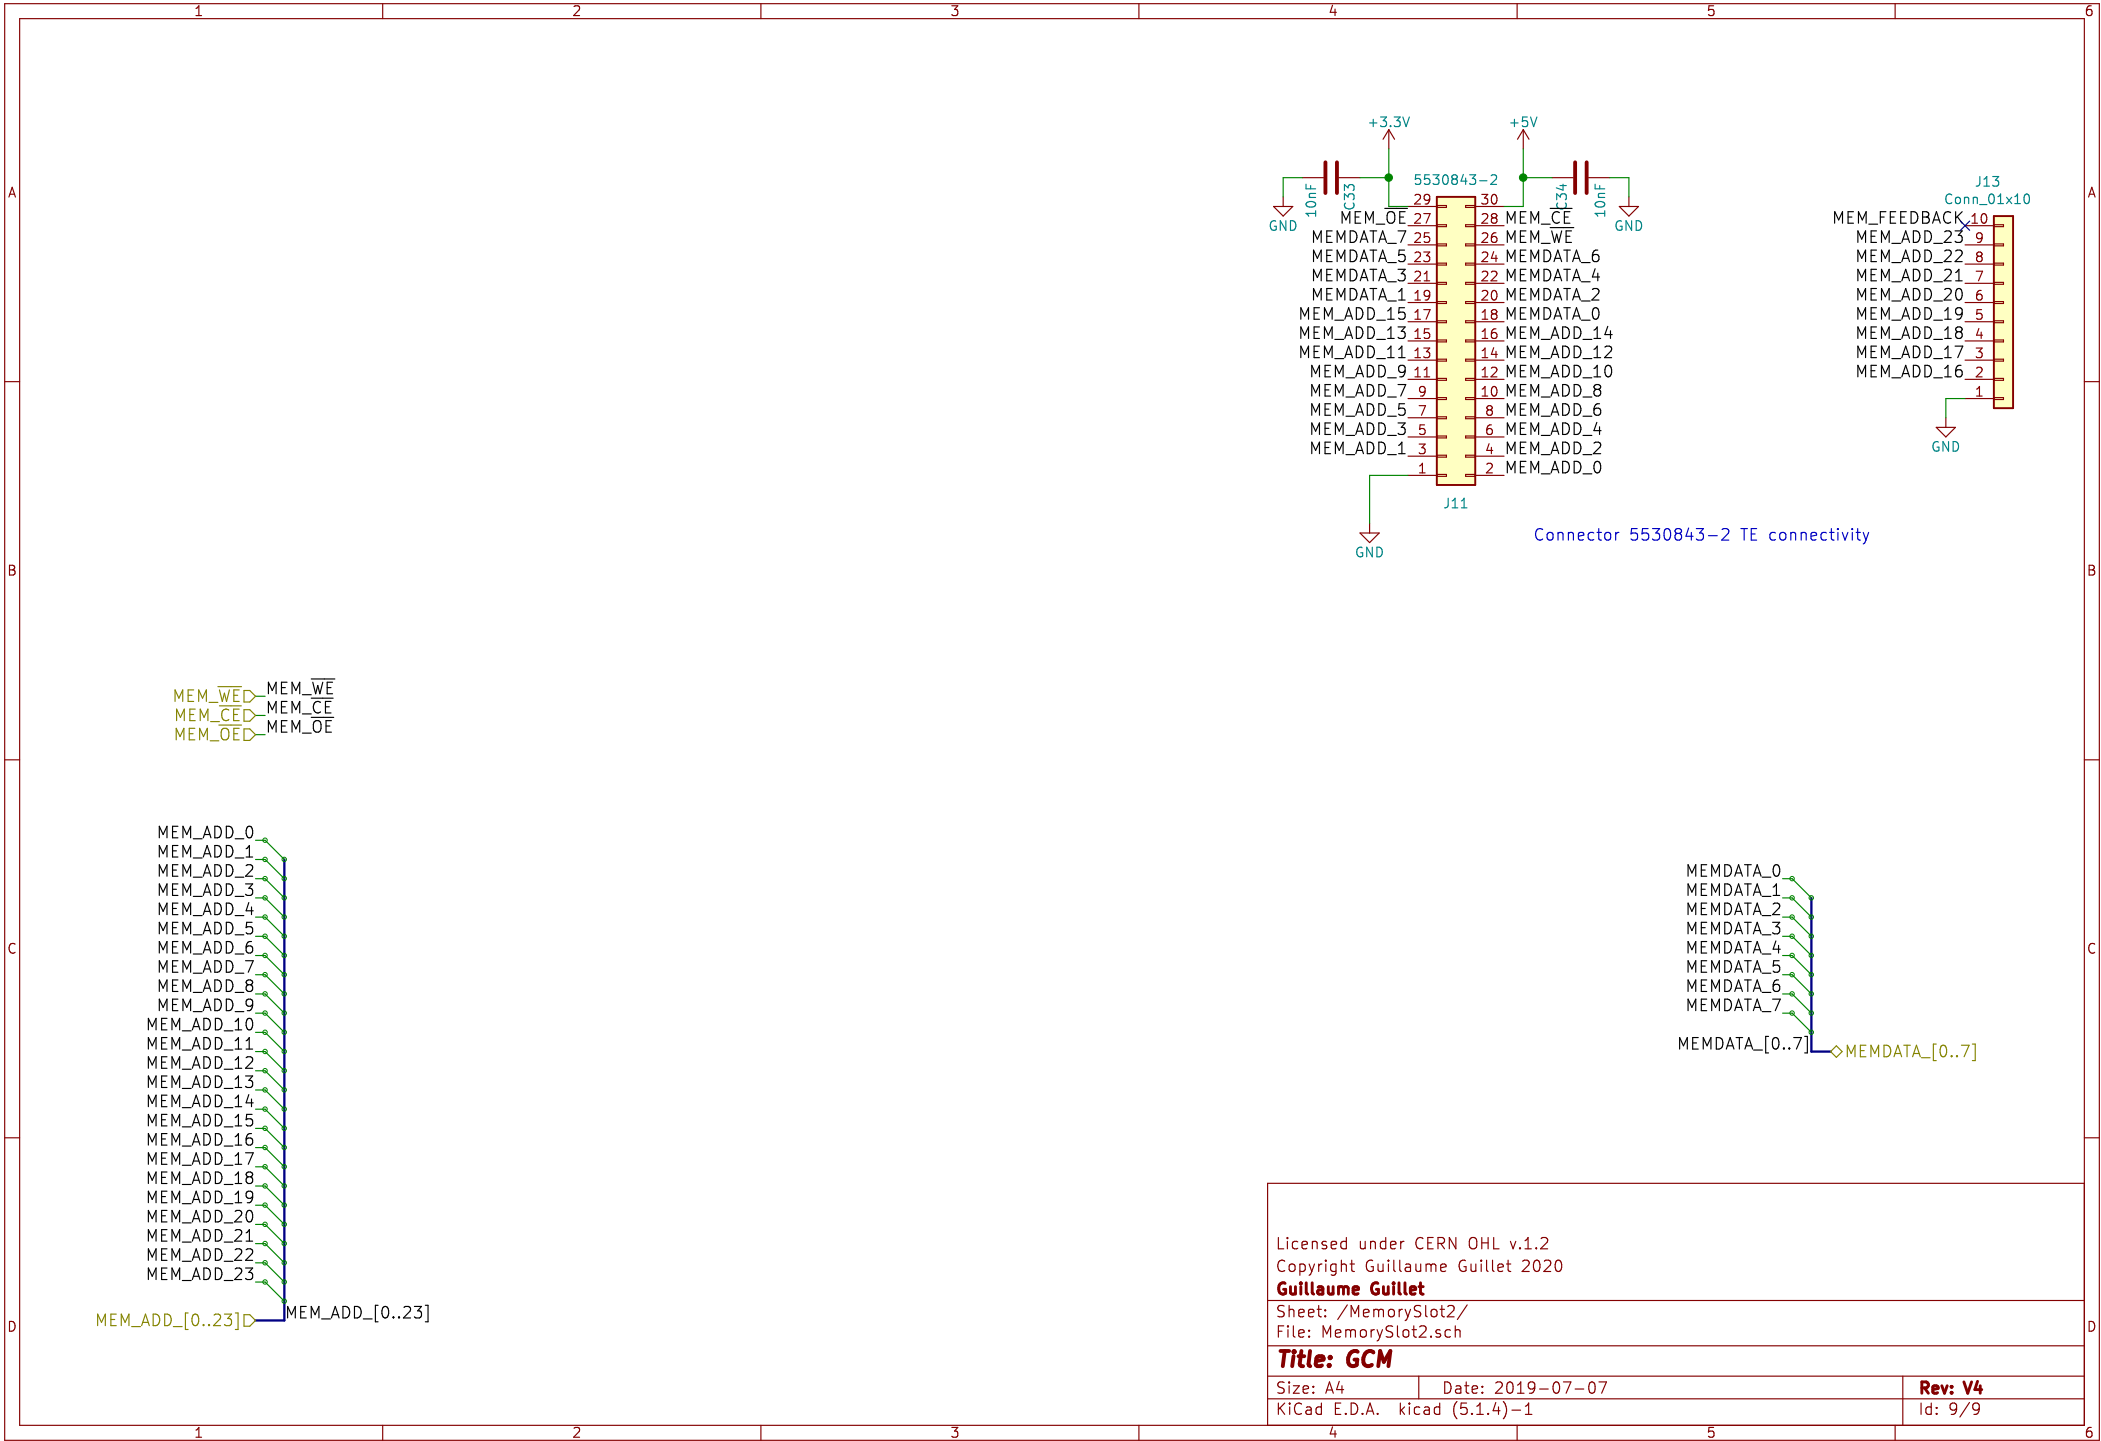 1 2 3 4 5 6
+3.3V +5V
5530843-2
10nF C33 C34 10nF
GND GND
A A
29 30
MEM_OE 27 28 MEM_CE
MEMDATA_7 25 26 MEM_WE
MEMDATA_5 23 24 MEMDATA_6
MEMDATA_3 21 22 MEMDATA_4
MEMDATA_1 19 20 MEMDATA_2
MEM_ADD_15 17 18 MEMDATA_0
MEM_ADD_13 15 16 MEM_ADD_14
MEM_ADD_11 13 14 MEM_ADD_12
MEM_ADD_9 11 12 MEM_ADD_10
MEM_ADD_7 9 10 MEM_ADD_8
MEM_ADD_5 7 8 MEM_ADD_6
MEM_ADD_3 5 6 MEM_ADD_4
MEM_ADD_1 3 4 MEM_ADD_2
1 2 MEM_ADD_0
J11
GND
Connector 5530843-2 TE connectivity
J13
Conn_01x10
MEM_FEEDBACK 10
MEM_ADD_23 9
MEM_ADD_22 8
MEM_ADD_21 7
MEM_ADD_20 6
MEM_ADD_19 5
MEM_ADD_18 4
MEM_ADD_17 3
MEM_ADD_16 2
1
GND
B B
MEM_WE MEM_WE
MEM_CE MEM_CE
MEM_OE MEM_OE
MEM_ADD_0
MEM_ADD_1
MEM_ADD_2
MEM_ADD_3
MEM_ADD_4
MEM_ADD_5
MEM_ADD_6
MEM_ADD_7
MEM_ADD_8
MEM_ADD_9
MEM_ADD_10
MEM_ADD_11
MEM_ADD_12
MEM_ADD_13
MEM_ADD_14
MEM_ADD_15
MEM_ADD_16
MEM_ADD_17
MEM_ADD_18
MEM_ADD_19
MEM_ADD_20
MEM_ADD_21
MEM_ADD_22
MEM_ADD_23
MEM_ADD_[0..23] MEM_ADD_[0..23]
C C
MEMDATA_0
MEMDATA_1
MEMDATA_2
MEMDATA_3
MEMDATA_4
MEMDATA_5
MEMDATA_6
MEMDATA_7
MEMDATA_[0..7] MEMDATA_[0..7]
D D
Licensed under CERN OHL v.1.2
Copyright Guillaume Guillet 2020
Guillaume Guillet
Sheet: /MemorySlot2/
File: MemorySlot2.sch
Title: GCM
Size: A4 Date: 2019-07-07 Rev: V4
KiCad E.D.A. kicad (5.1.4)-1 Id: 9/9
1 2 3 4 5 6